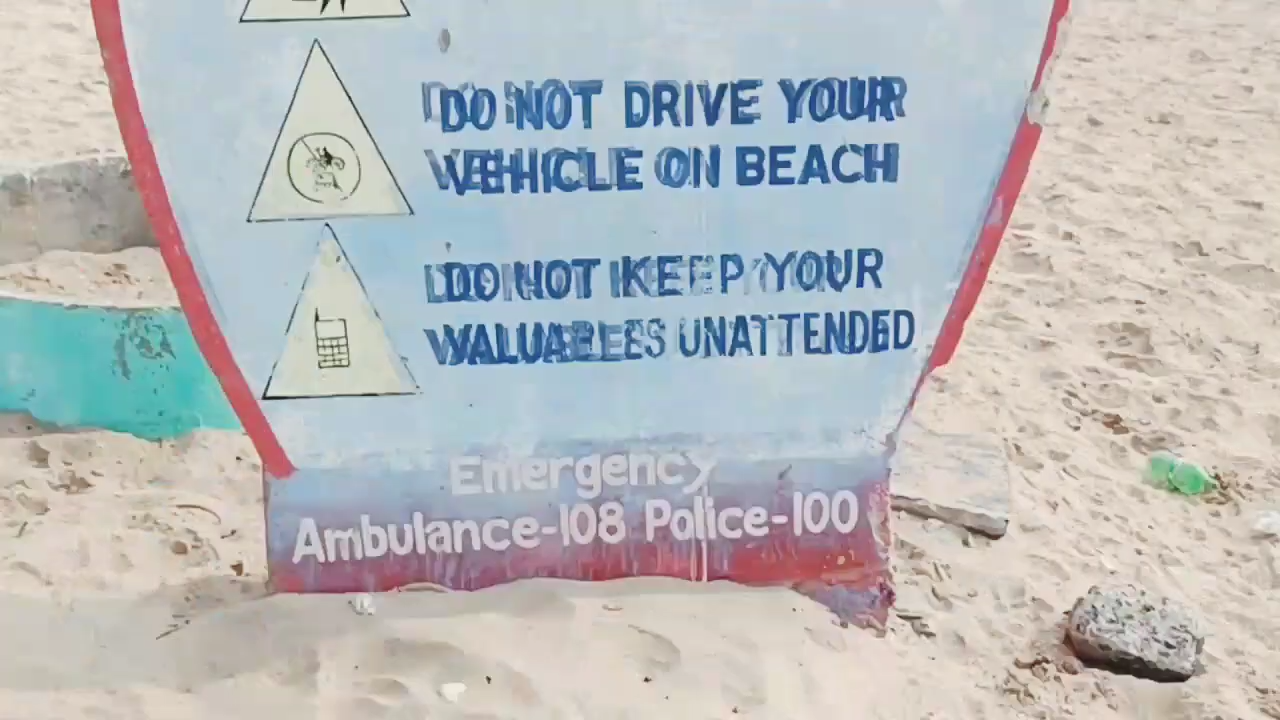 DO NOT DRIVE YOUR
VEHICLE ON BEACH
DO NOT KEEP YOUR
VALUABLES UNATTENDED
Emergency
Ambulance-108 Police-100